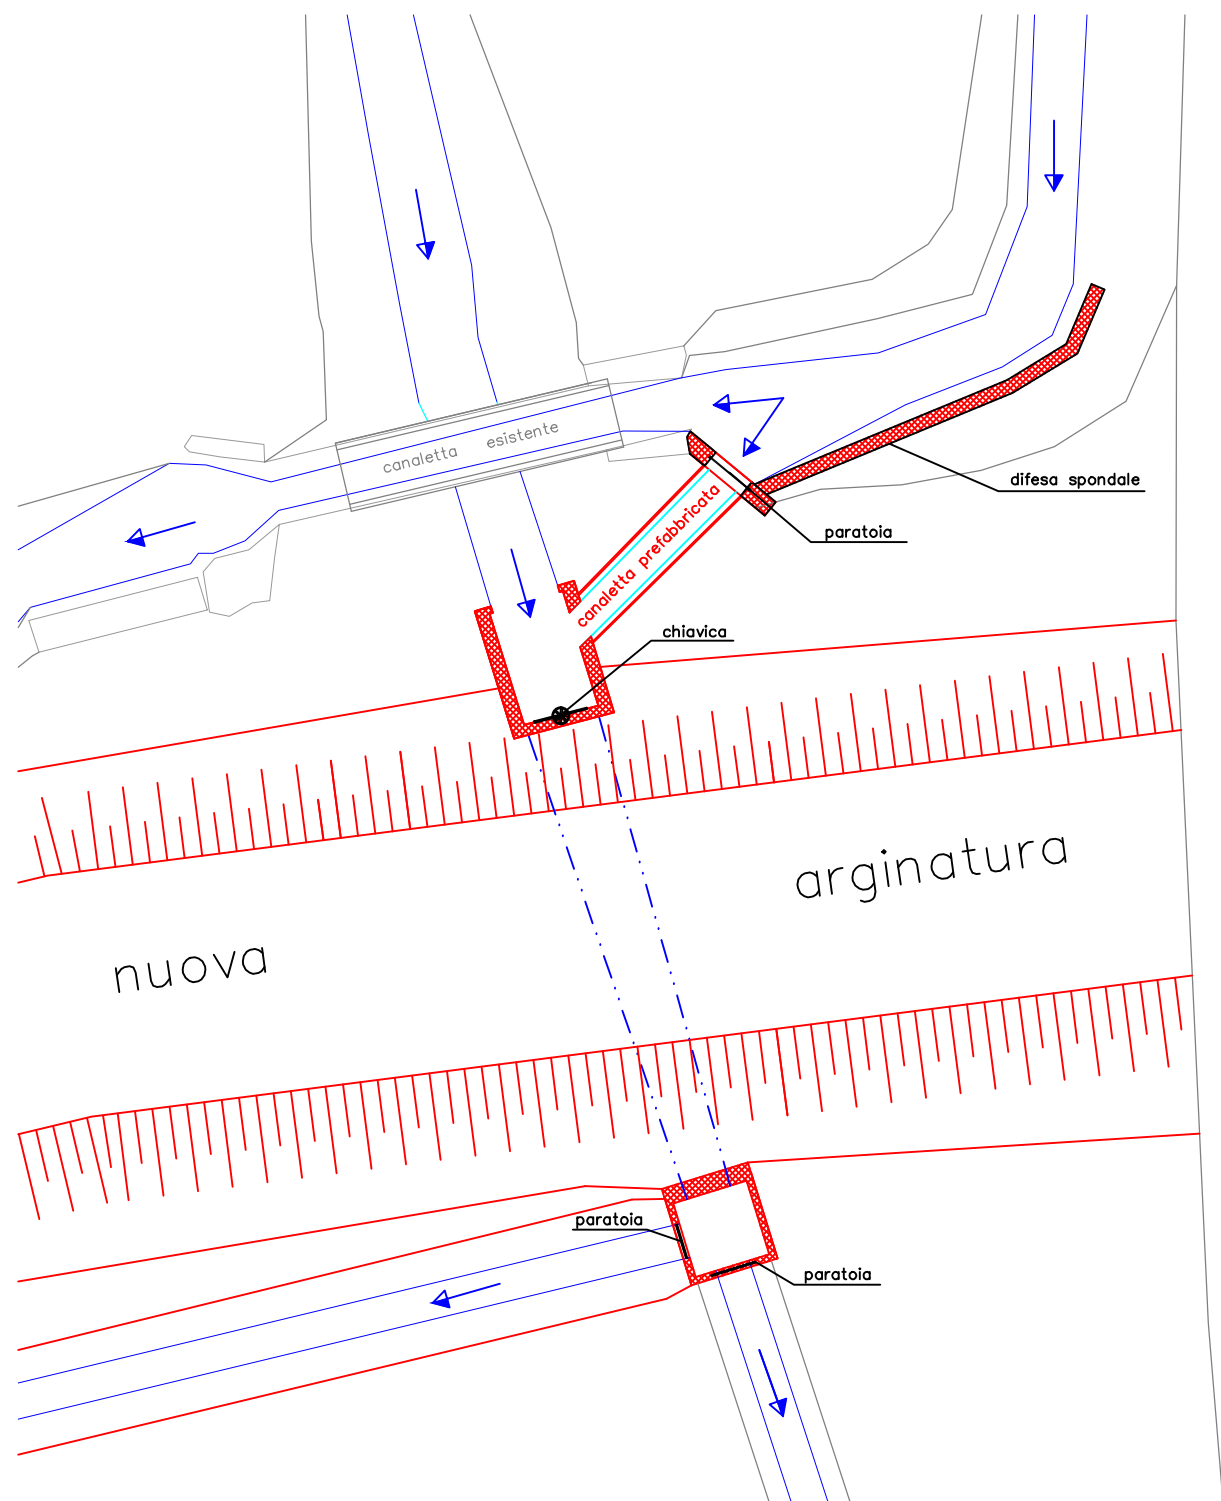 canaletta esistente
difesa spondale
paratoia
canaletta prefabbricata
chiavica
arginatura
nuova
paratoia
paratoia